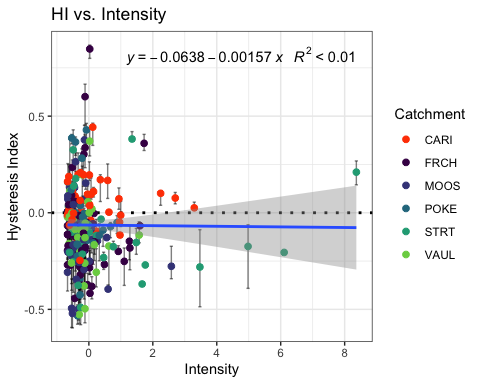 HI vs. Intensity
y = − 0.0638 − 0.00157 x R² < 0.01
0.5
0.0
-0.5
Hysteresis Index
0 2 4 6 8
Intensity
Catchment
CARI
FRCH
MOOS
POKE
STRT
VAUL